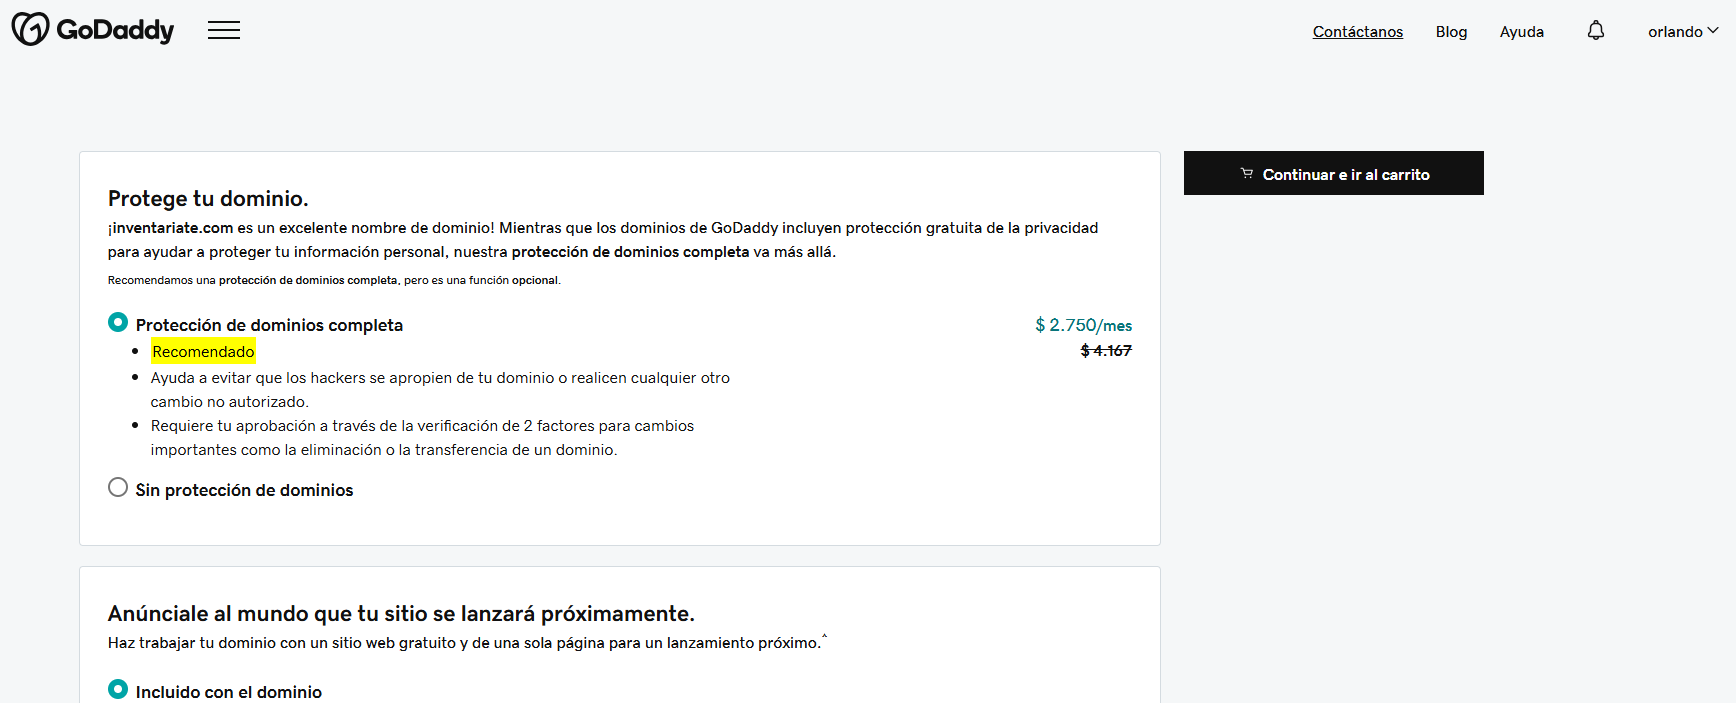 GoDaddy
Contáctanos Blog Ayuda orlando
Continuar e ir al carrito
Protege tu dominio.
¡inventariate.com es un excelente nombre de dominio! Mientras que los dominios de GoDaddy incluyen protección gratuita de la privacidad
para ayudar a proteger tu información personal, nuestra protección de dominios completa va más allá.
Recomendamos una protección de dominios completa, pero es una función opcional.
Protección de dominios completa $ 2.750/mes
Recomendado $ 4.167
Ayuda a evitar que los hackers se apropien de tu dominio o realicen cualquier otro
cambio no autorizado.
Requiere tu aprobación a través de la verificación de 2 factores para cambios
importantes como la eliminación o la transferencia de un dominio.
Sin protección de dominios
Anúnciale al mundo que tu sitio se lanzará próximamente.
Haz trabajar tu dominio con un sitio web gratuito y de una sola página para un lanzamiento próximo.^
Incluido con el dominio